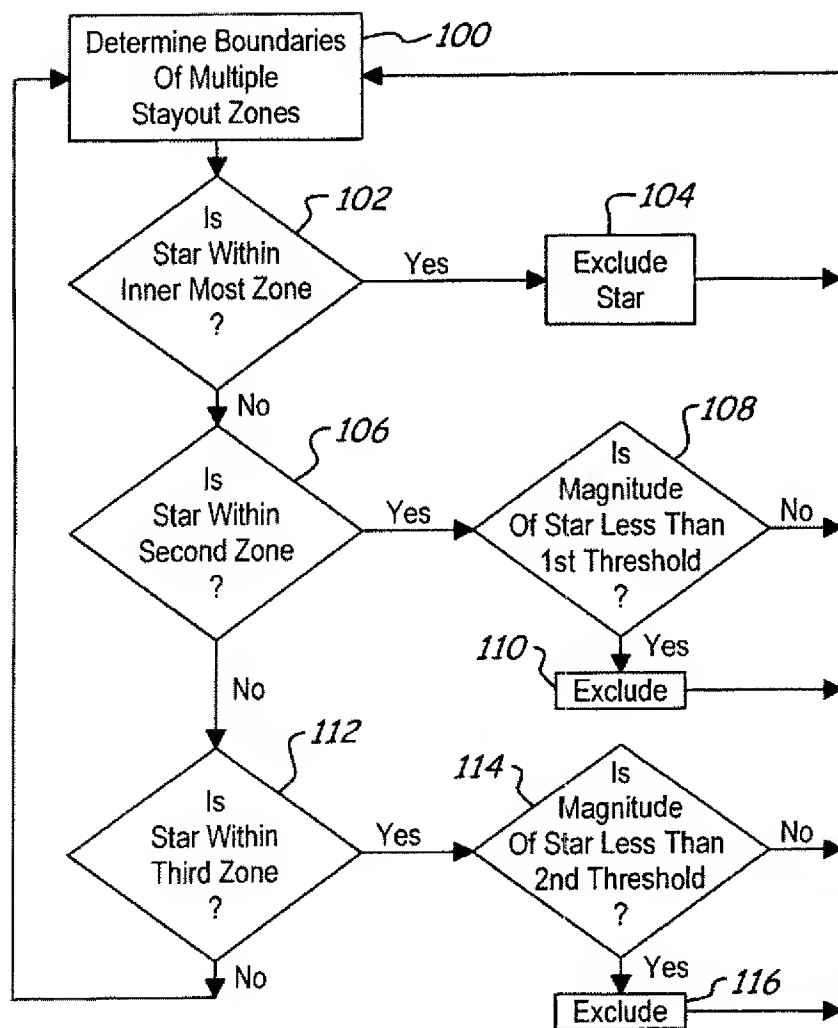 Determine Boundaries
Of Multiple
Stayout Zones
100
Is
Star Within
Inner Most Zone
?
102
Yes
Exclude
Star
104
No
Is
Star Within
Second Zone
?
106
Yes
Is
Magnitude
Of Star Less Than
1st Threshold
?
108
No
Yes
110
Exclude
No
Is
Star Within
Third Zone
?
112
Yes
Is
Magnitude
Of Star Less Than
2nd Threshold
?
114
No
Yes
Exclude
116
No